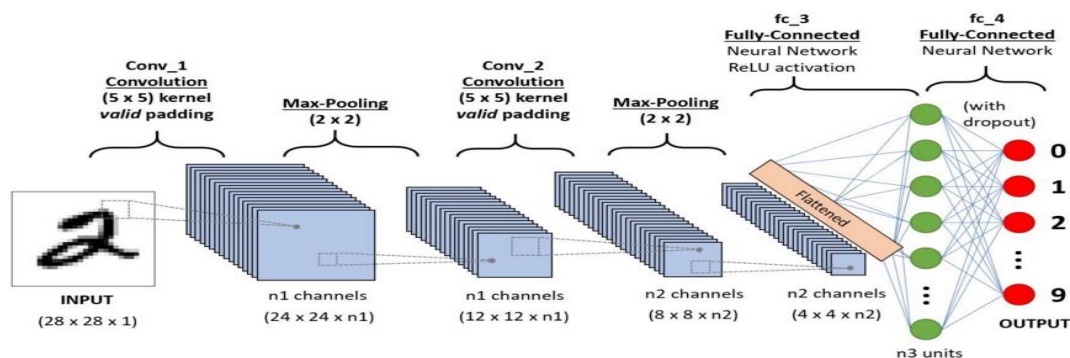 fc_3
Fully-Connected
Neural Network
ReLU activation
fc_4
Fully-Connected
Neural Network
Conv_1
Convolution
(5 x 5) kernel
valid padding
Max-Pooling
(2 x 2)
Conv_2
Convolution
(5 x 5) kernel
valid padding
Max-Pooling
(2 x 2)
(with
dropout)
Flattened
0
1
2
9
2
INPUT
(28 x 28 x 1)
n1 channels
(24 x 24 x n1)
n1 channels
(12 x 12 x n1)
n2 channels
(8 x 8 x n2)
n2 channels
(4 x 4 x n2)
OUTPUT
n3 units